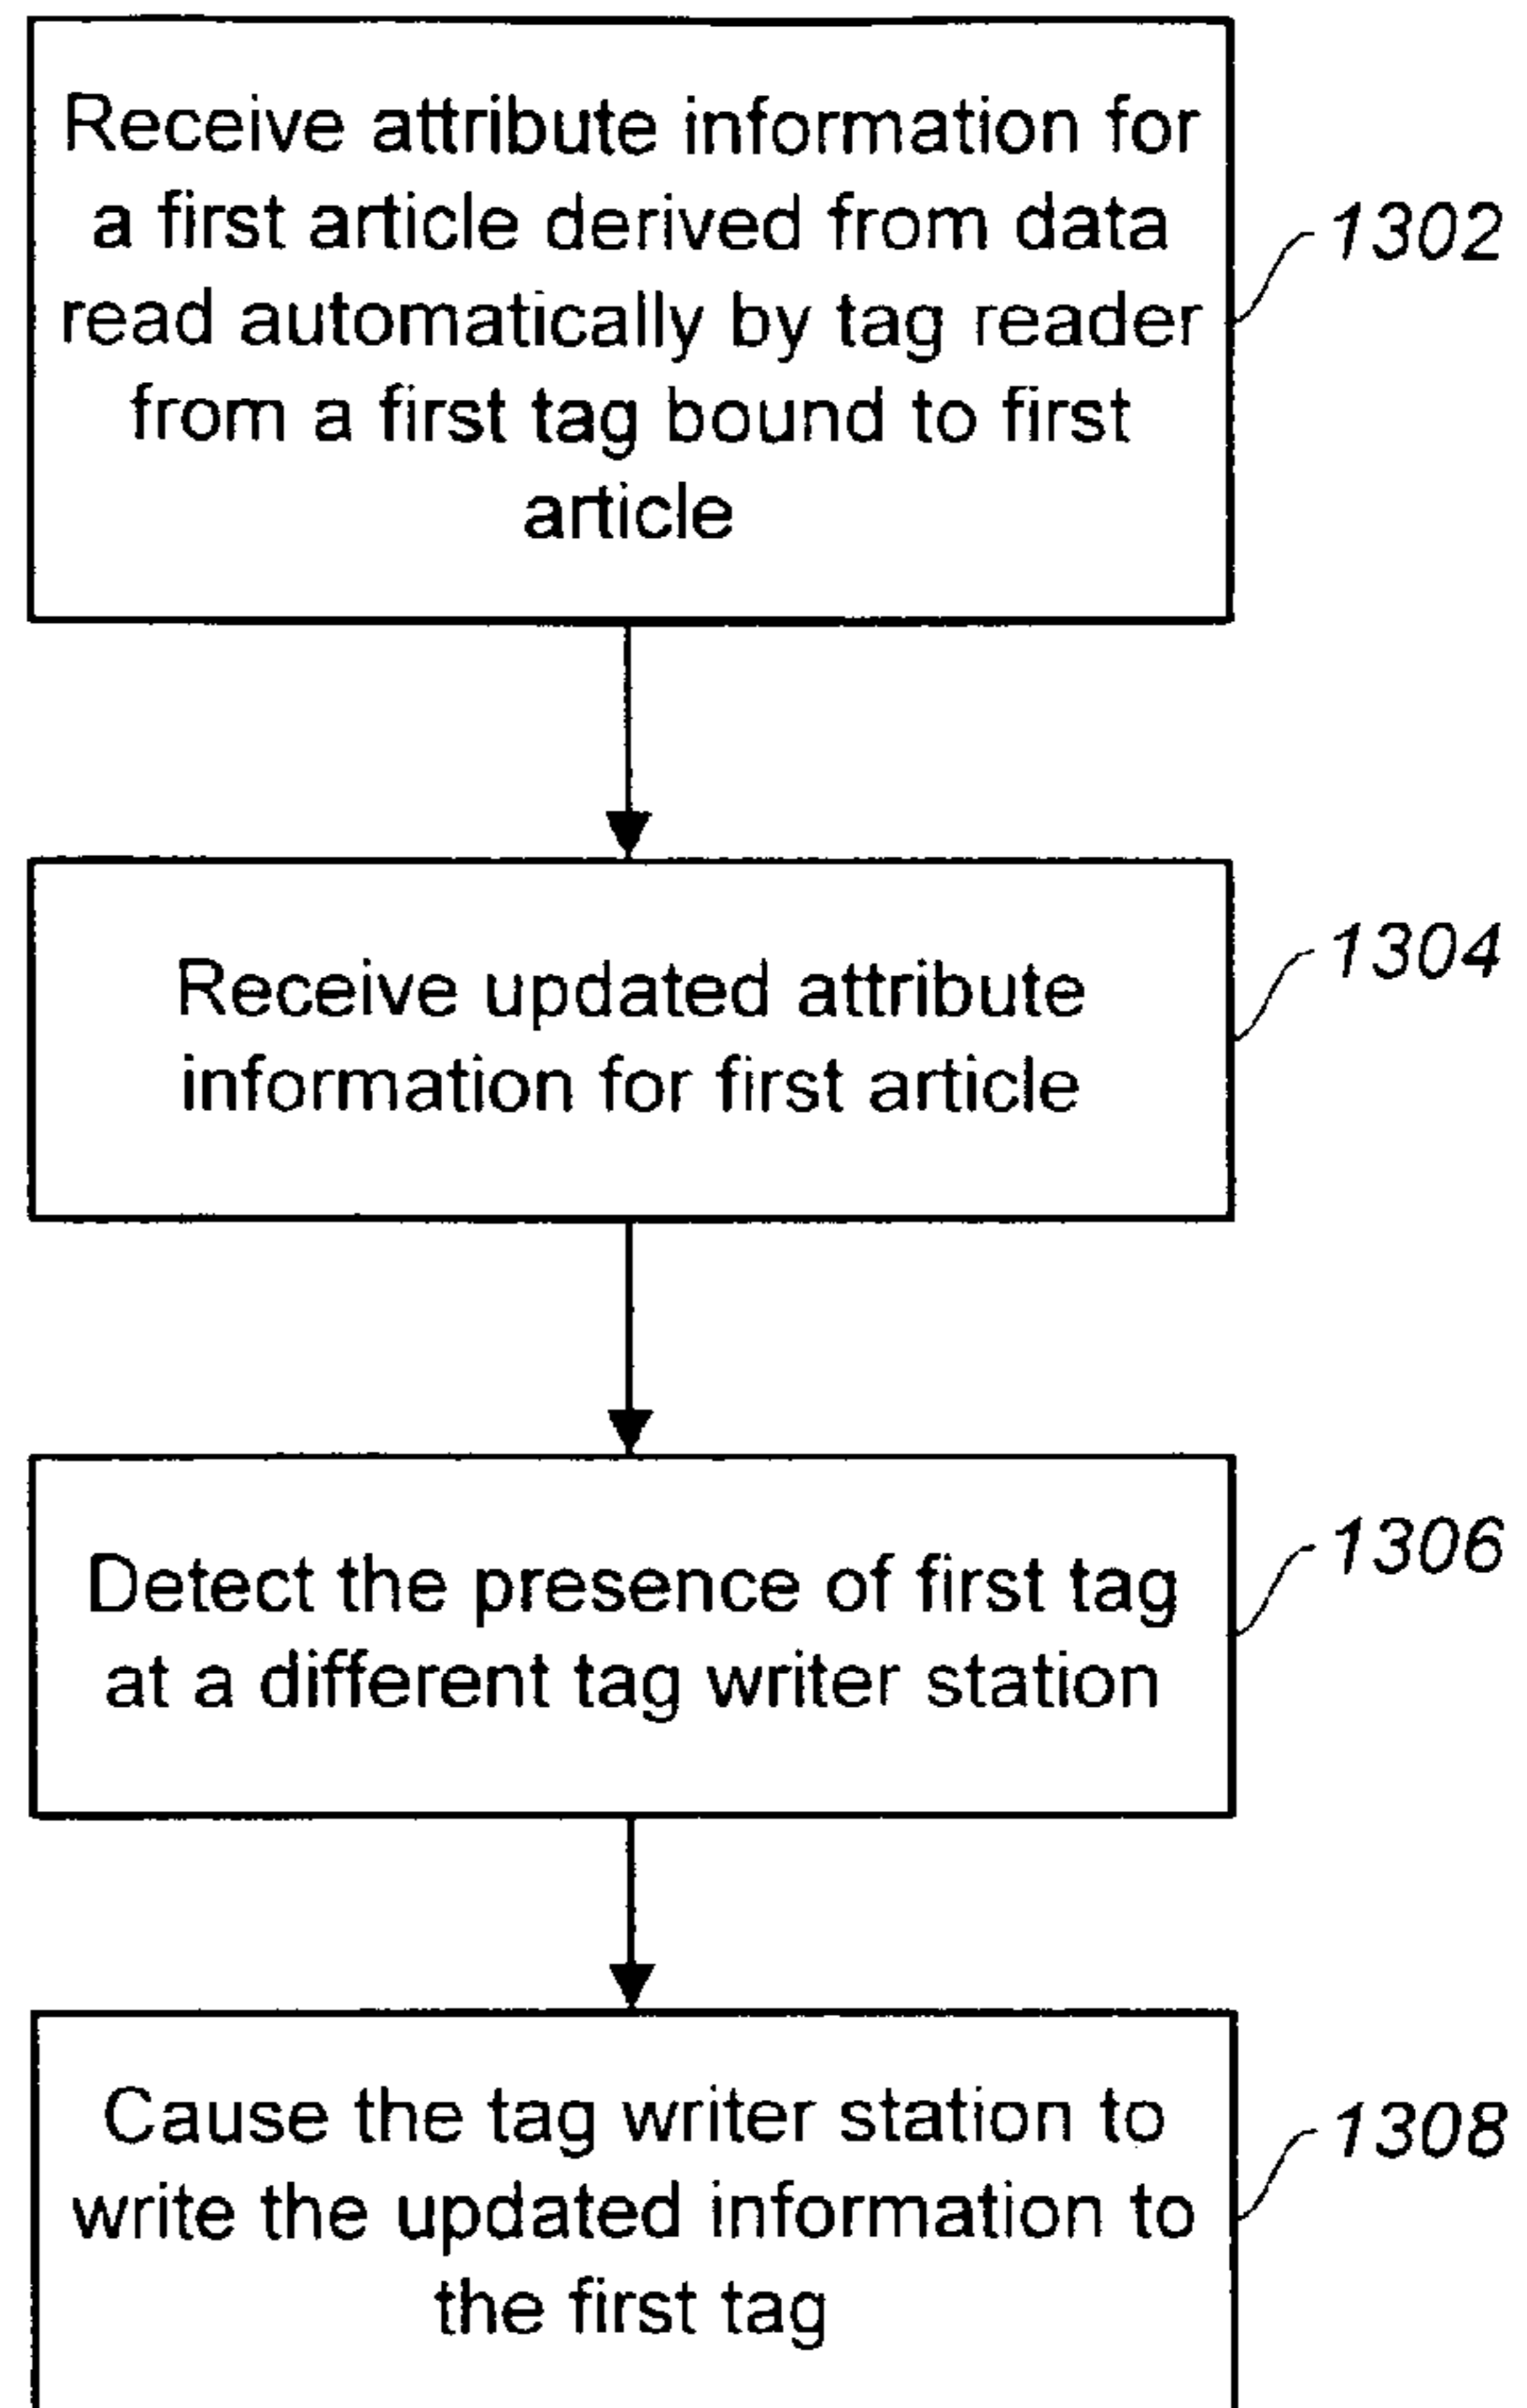 Receive attribute information for
a first article derived from data
read automatically by tag reader
from a first tag bound to first
article
1302
Receive updated attribute
information for first article
1304
Detect the presence of first tag
at a different tag writer station
1306
Cause the tag writer station to
write the updated information to
the first tag
1308